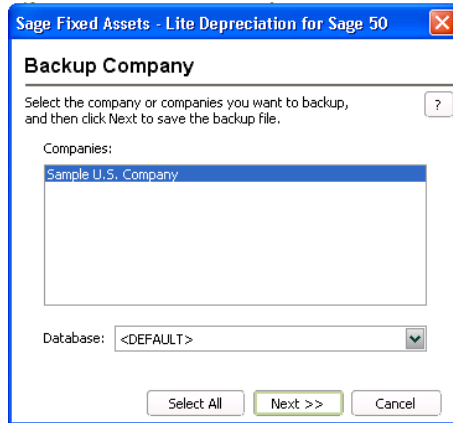 Sage Fixed Assets - Lite Depreciation for Sage 50
Backup Company
Select the company or companies you want to backup,
and then click Next to save the backup file.
?
Companies:
Sample U.S. Company
Database: <DEFAULT>
Select All Next >> Cancel